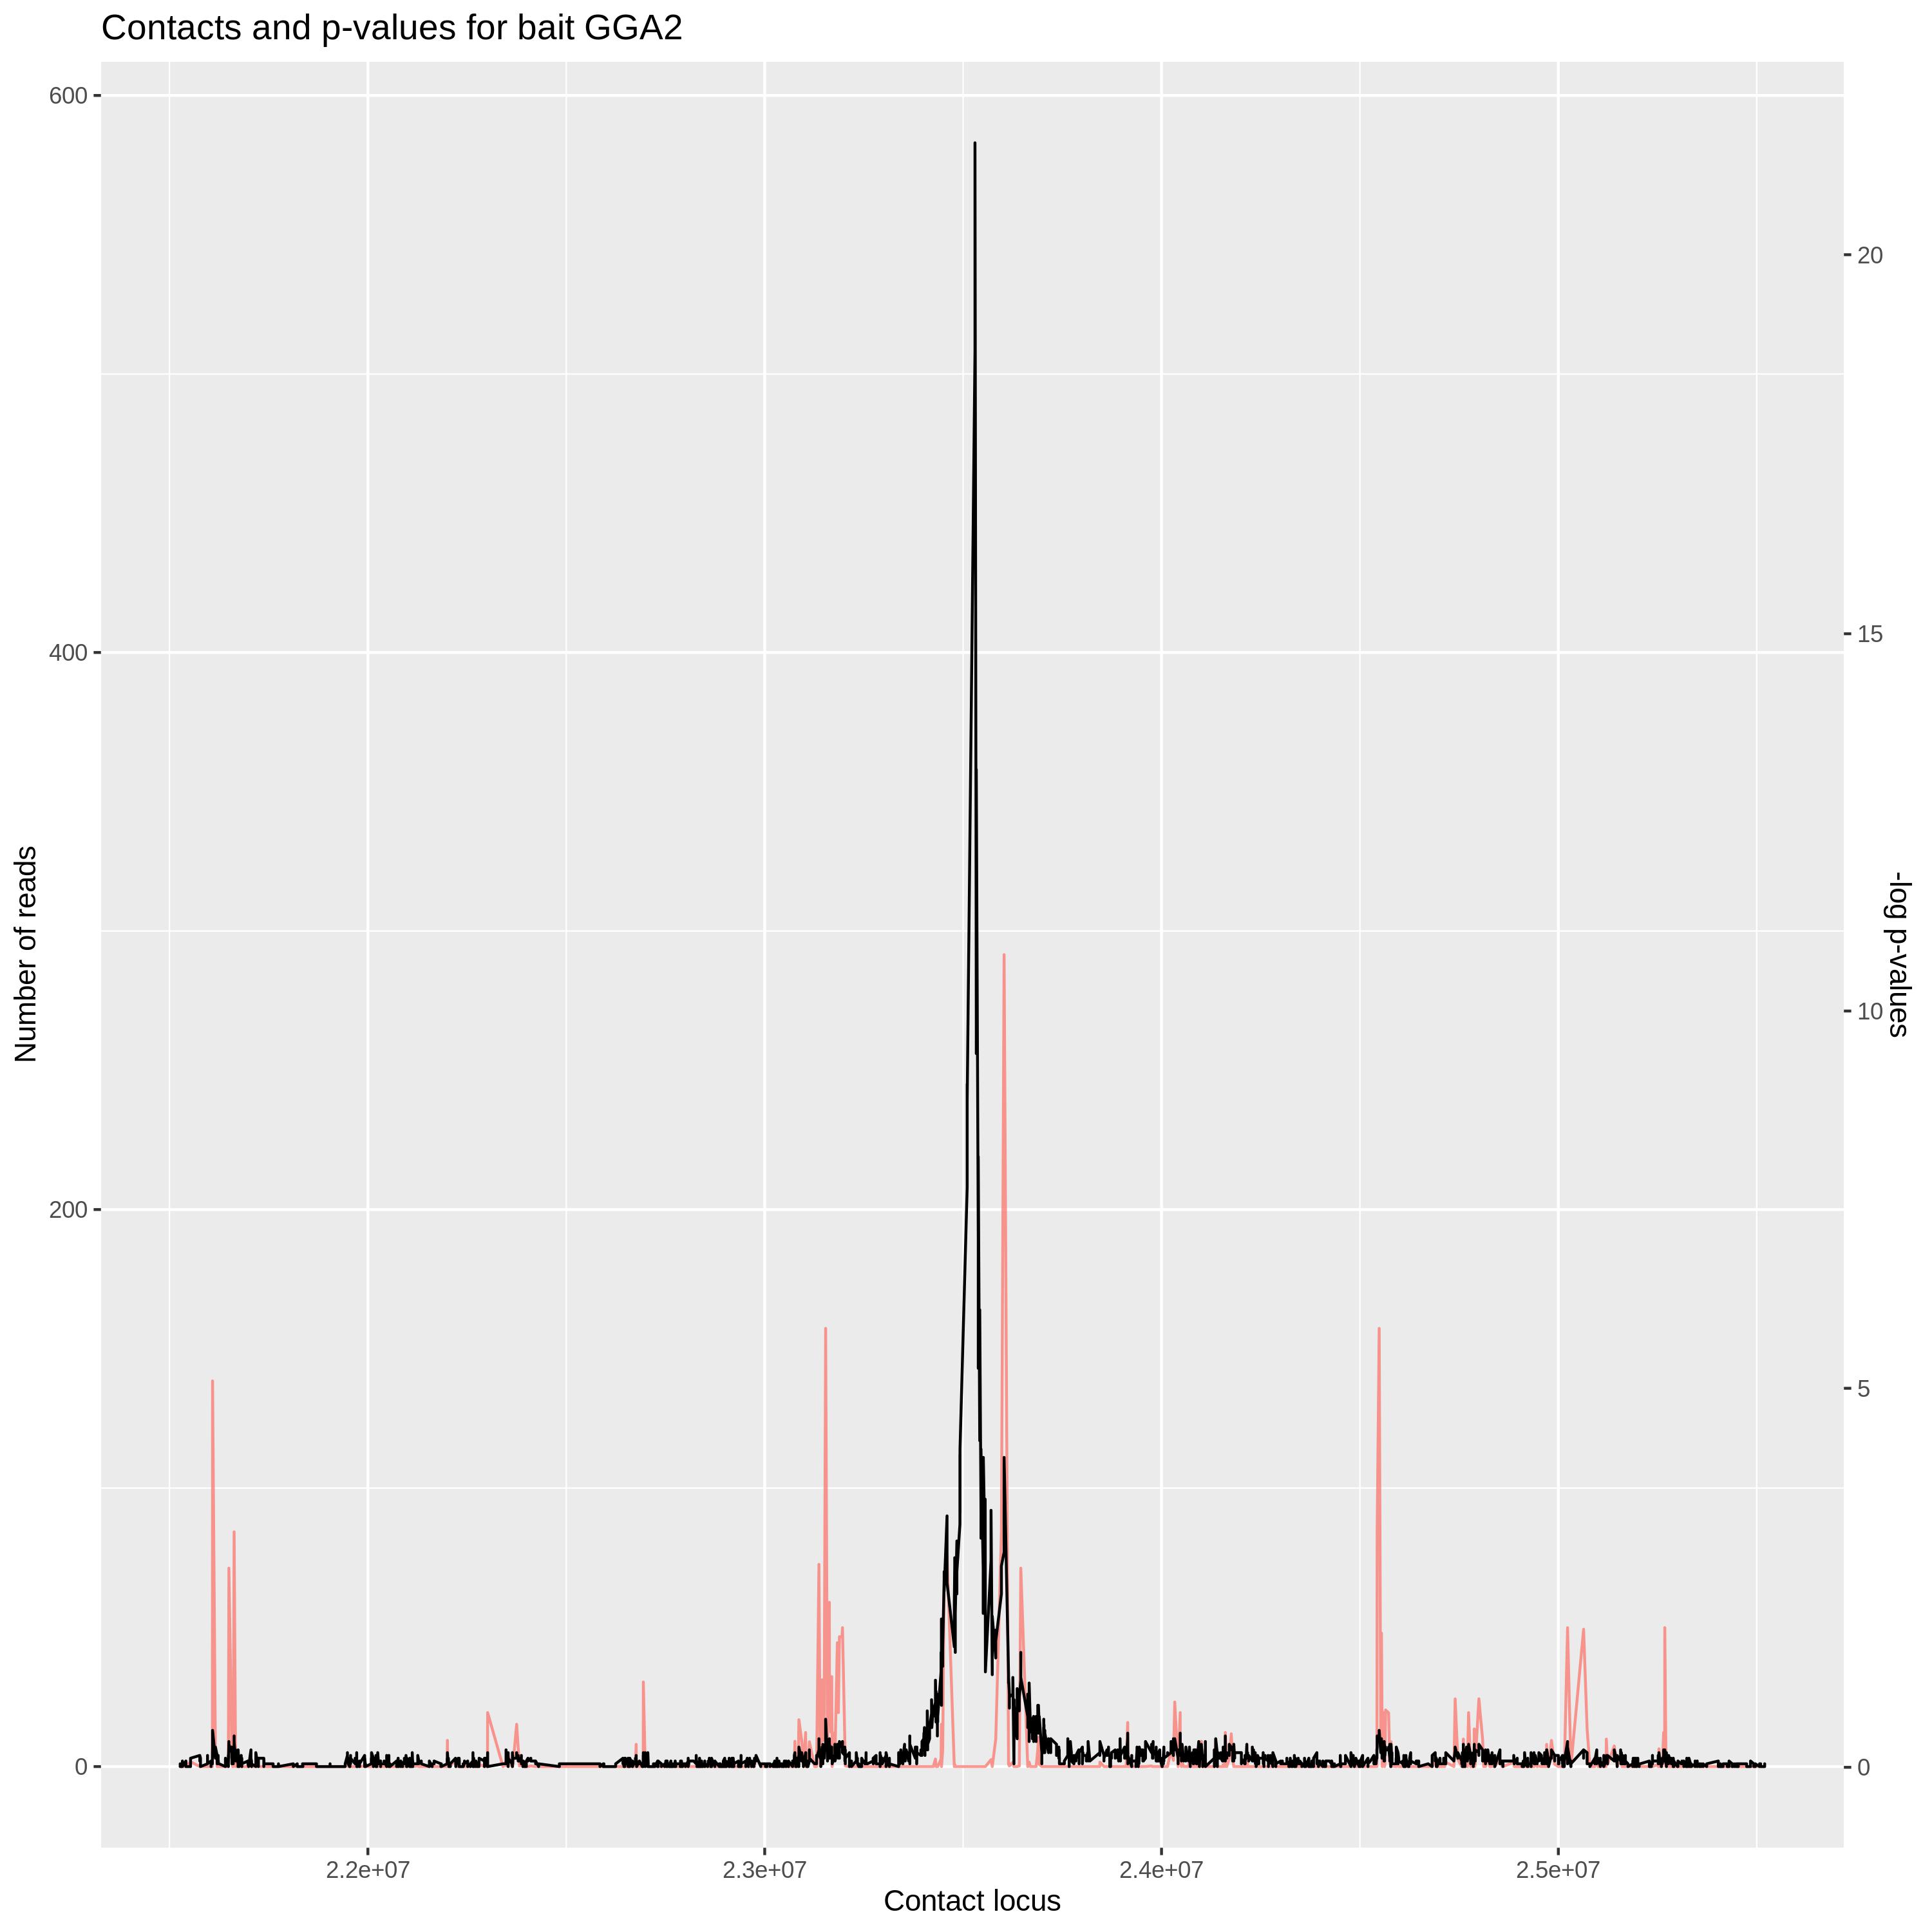 Contacts and p-values for bait GGA2
600
400
200
0
Number of reads
20
15
10
5
0
-log p-values
2.2e+07
2.3e+07
2.4e+07
2.5e+07
Contact locus